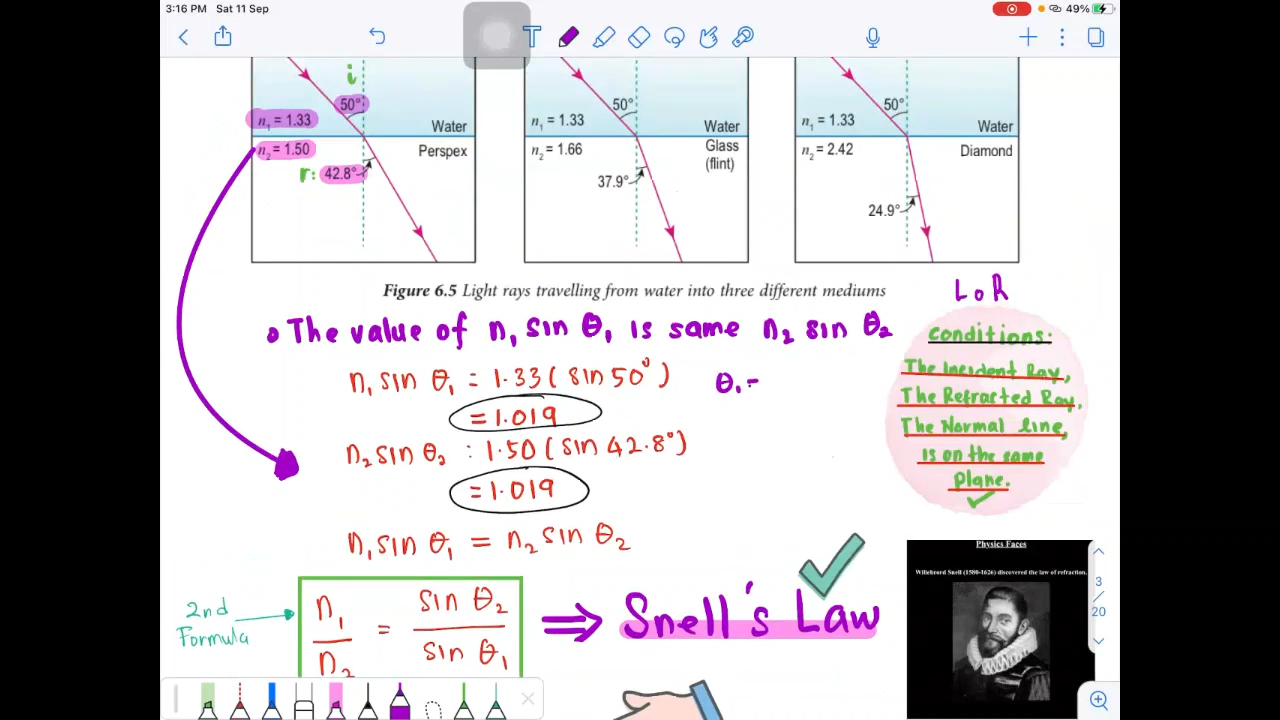 3:16 PM Sat 11 Sep
49%
i
50°
n₁ = 1.33
Water
n₂ = 1.50
Perspex
r: 42.8°
50°
n₁ = 1.33
Water
n₂ = 1.66
Glass
(flint)
37.9°
50°
n₁ = 1.33
Water
n₂ = 2.42
Diamond
24.9°
Figure 6.5 Light rays travelling from water into three different mediums
The value of n₁ sin θ₁ is same n₂ sin θ₂
n₁ sin θ₁ = 1.33 ( sin 50° )
= 1.019
θ₁ =
n₂ sin θ₂ : 1.50 ( sin 42.8° )
= 1.019
n₁ sin θ₁ = n₂ sin θ₂
2nd
Formula
n₁ / n₂ = sin θ₂ / sin θ₁
⇒ Snell's Law
LOR
Conditions:
The Incident Ray,
The Refracted Ray,
The Normal line,
is on the same
Plane.
Physics Faces
Willebrord Snell (1580-1626) discovered the law of refraction.
3
/
20